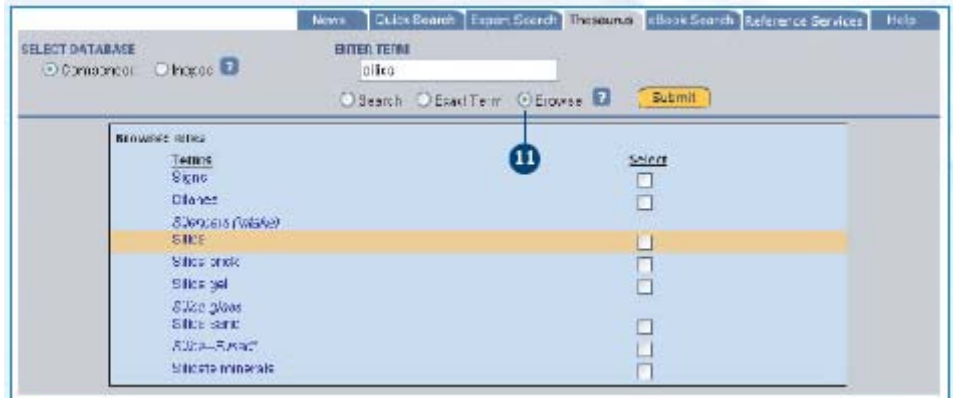 News Quick Search Expert Search Thesaurus eBook Search Reference Services Help
SELECT DATABASE
Compendex Inspec ?
ENTER TERM
silica
Search Exact Term Browse ? Submit
11
Terms Select
Signs
Silanes
Silencers (intake)
Silica
Silica brick
Silica gel
Silica glass
Silica sand
Silicate minerals